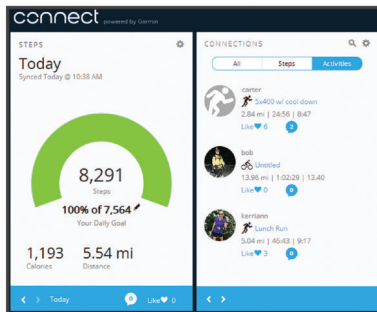 connect powered by Garmin
STEPS
Today
Synced Today @ 10:38 AM
8,291
Steps
100% of 7,564
Your Daily Goal
1,193
Calories
5.54 mi
Distance
Today
0
Like 0
CONNECTIONS
All
Steps
Activities
carter
5x400 w/ cool down
2.84 mi | 24:56 | 8:47
Like 6
2
bob
Untitled
13.96 mi | 1:02:29 | 13.40
Like 0
0
kerriann
Lunch Run
5.04 mi | 46:43 | 9:17
Like 3
0